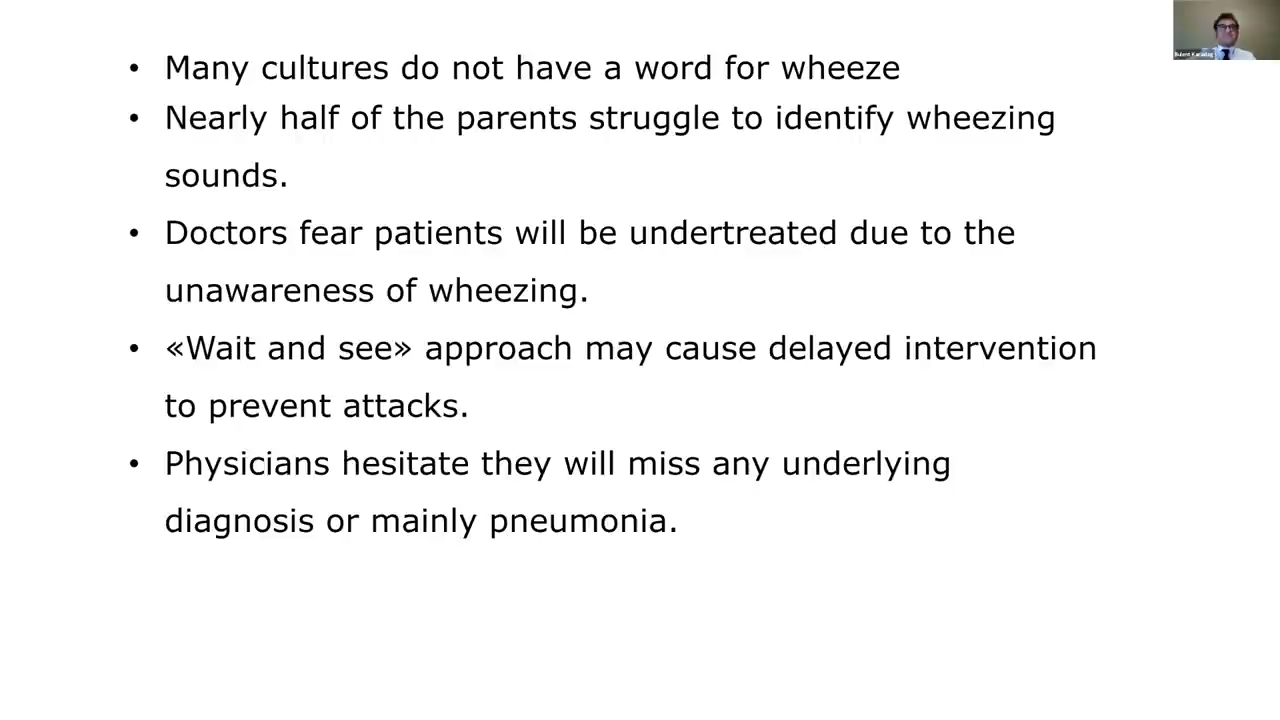 • Many cultures do not have a word for wheeze
• Nearly half of the parents struggle to identify wheezing
sounds.
• Doctors fear patients will be undertreated due to the
unawareness of wheezing.
• «Wait and see» approach may cause delayed intervention
to prevent attacks.
• Physicians hesitate they will miss any underlying
diagnosis or mainly pneumonia.
Bulent Karadag